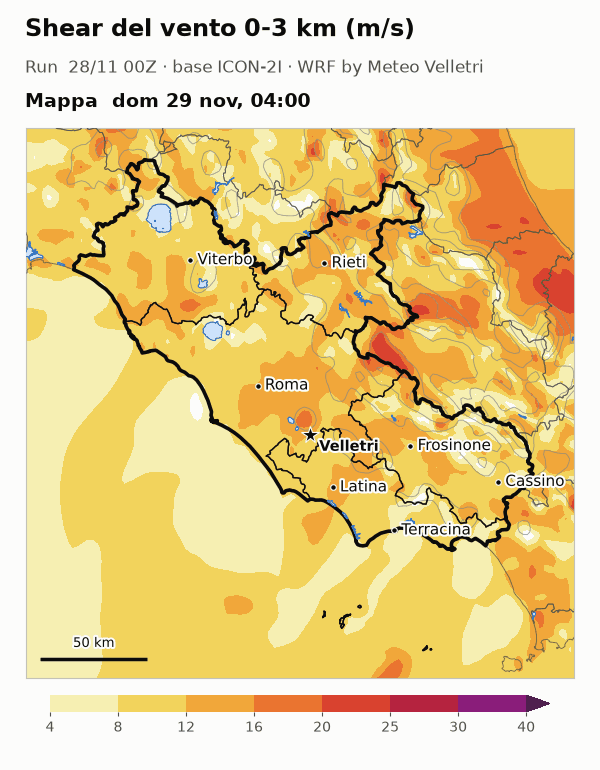 Shear del vento 0-3 km (m/s)
Run 28/11 00Z · base ICON-2I · WRF by Meteo Velletri
Mappa dom 29 nov, 04:00
Viterbo
Rieti
Roma
Velletri
Frosinone
Cassino
Latina
Terracina
50 km
4 8 12 16 20 25 30 40